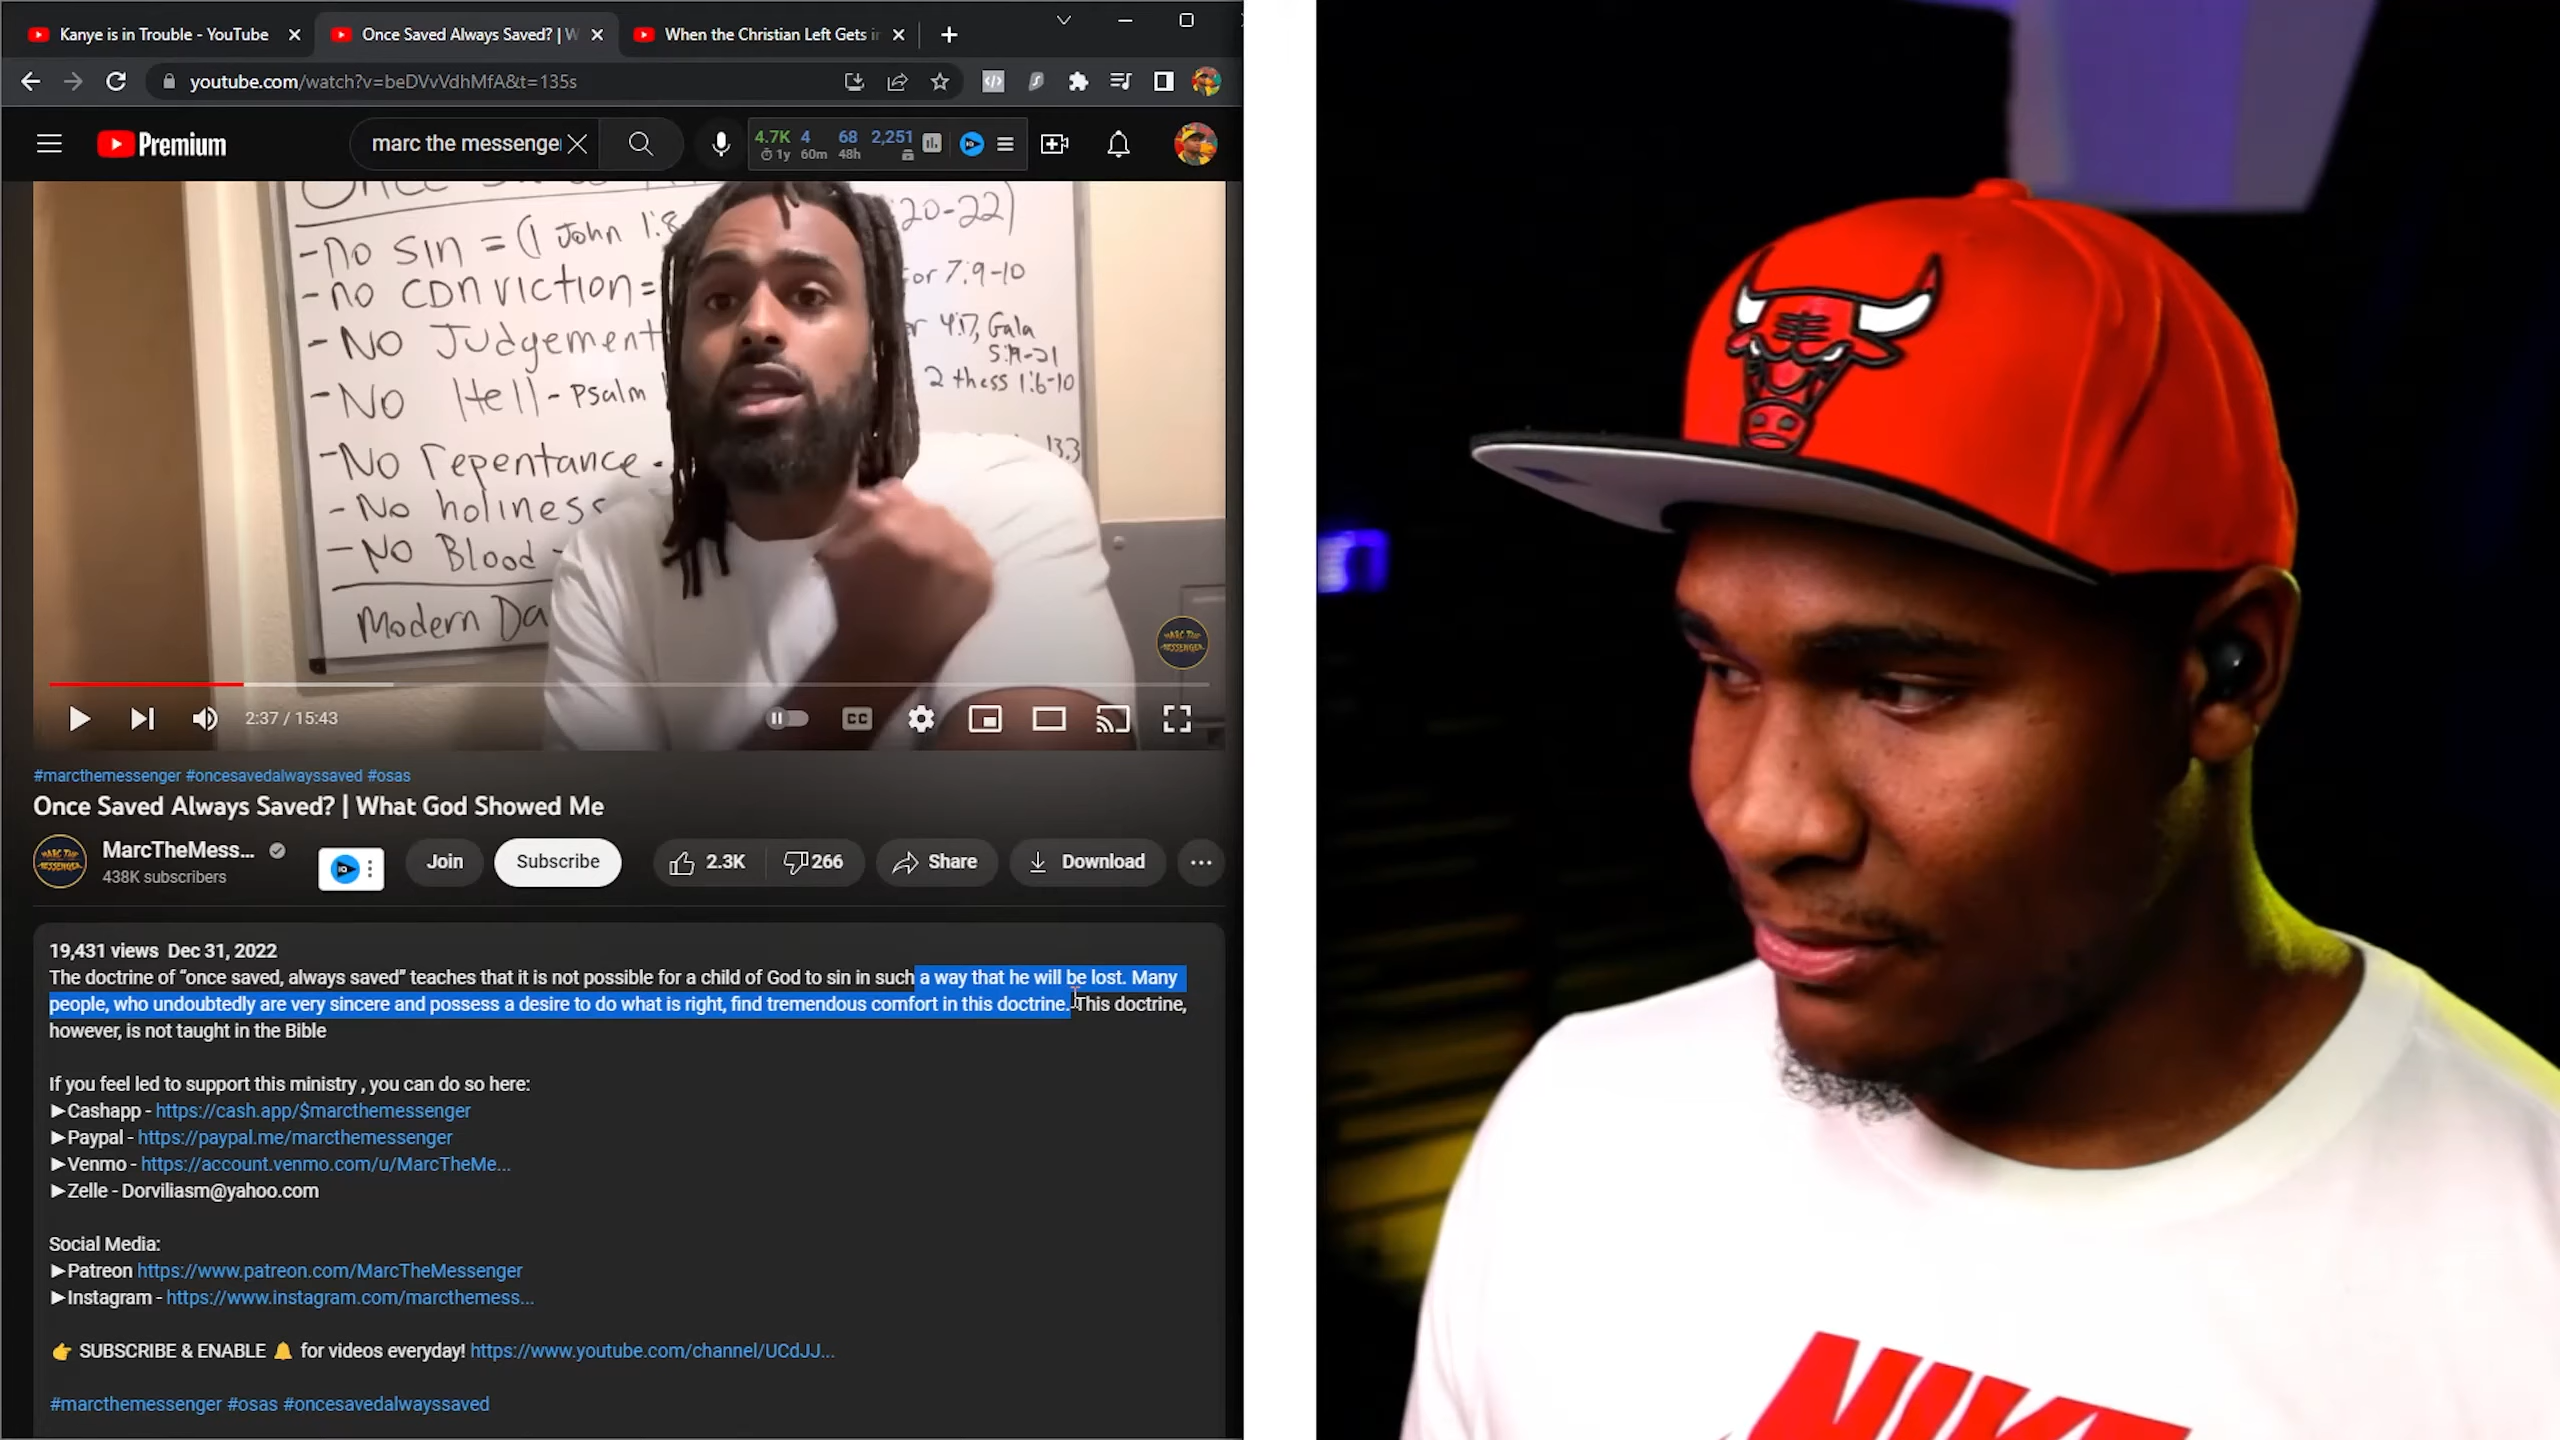 Kanye is in Trouble - YouTube
Once Saved Always Saved? | W
When the Christian Left Gets in
youtube.com/watch?v=beDVvVdhMfA&t=135s
Premium
marc the messenger
4.7K 4 68 2,251
1y 60m 48h
- no sin = (1 John 1:8
20-22)
- no conviction =
or 7:9-10
- No Judgement
4:17, Gala
5:19-21
- No Hell - Psalm
2 thess 1:6-10
- No repentance -
13.3
- No holiness
- No Blood -
Modern Da
MARC THE
MESSENGER
2:37 / 15:43
CC
#marcthemessenger #oncesavedalwayssaved #osas
Once Saved Always Saved? | What God Showed Me
MARC THE
MESSENGER
MarcTheMess...
438K subscribers
IQ
Join
Subscribe
2.3K
266
Share
Download
19,431 views Dec 31, 2022
The doctrine of “once saved, always saved” teaches that it is not possible for a child of God to sin in such a way that he will be lost. Many
people, who undoubtedly are very sincere and possess a desire to do what is right, find tremendous comfort in this doctrine. This doctrine,
however, is not taught in the Bible
If you feel led to support this ministry , you can do so here:
►Cashapp - https://cash.app/$marcthemessenger
►Paypal - https://paypal.me/marcthemessenger
►Venmo - https://account.venmo.com/u/MarcTheMe...
►Zelle - Dorviliasm@yahoo.com
Social Media:
►Patreon https://www.patreon.com/MarcTheMessenger
►Instagram - https://www.instagram.com/marcthemess...
👉 SUBSCRIBE & ENABLE 🔔 for videos everyday! https://www.youtube.com/channel/UCdJJ...
#marcthemessenger #osas #oncesavedalwayssaved
NIKE